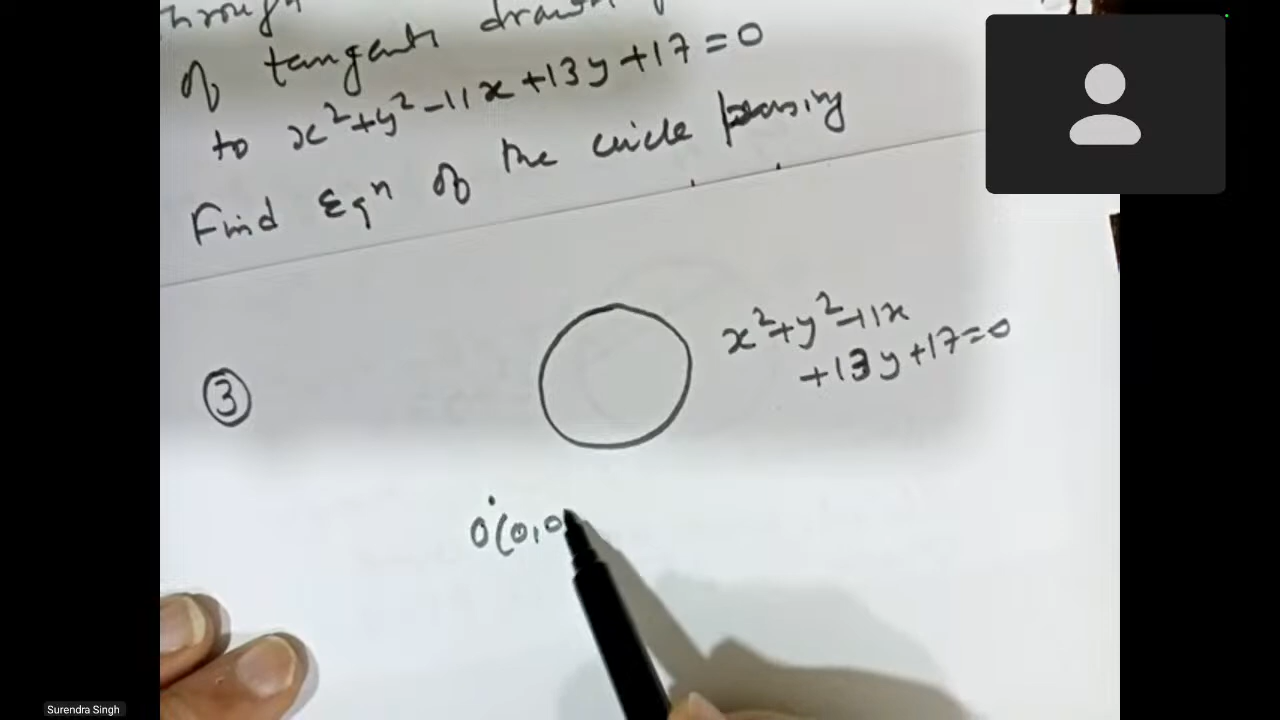 through
of tangents drawn
to x²+y²-11x+13y+17=0
Find Eqⁿ of the circle passing
③
x²+y²-11x
+13y+17=0
O(0,0
Surendra Singh